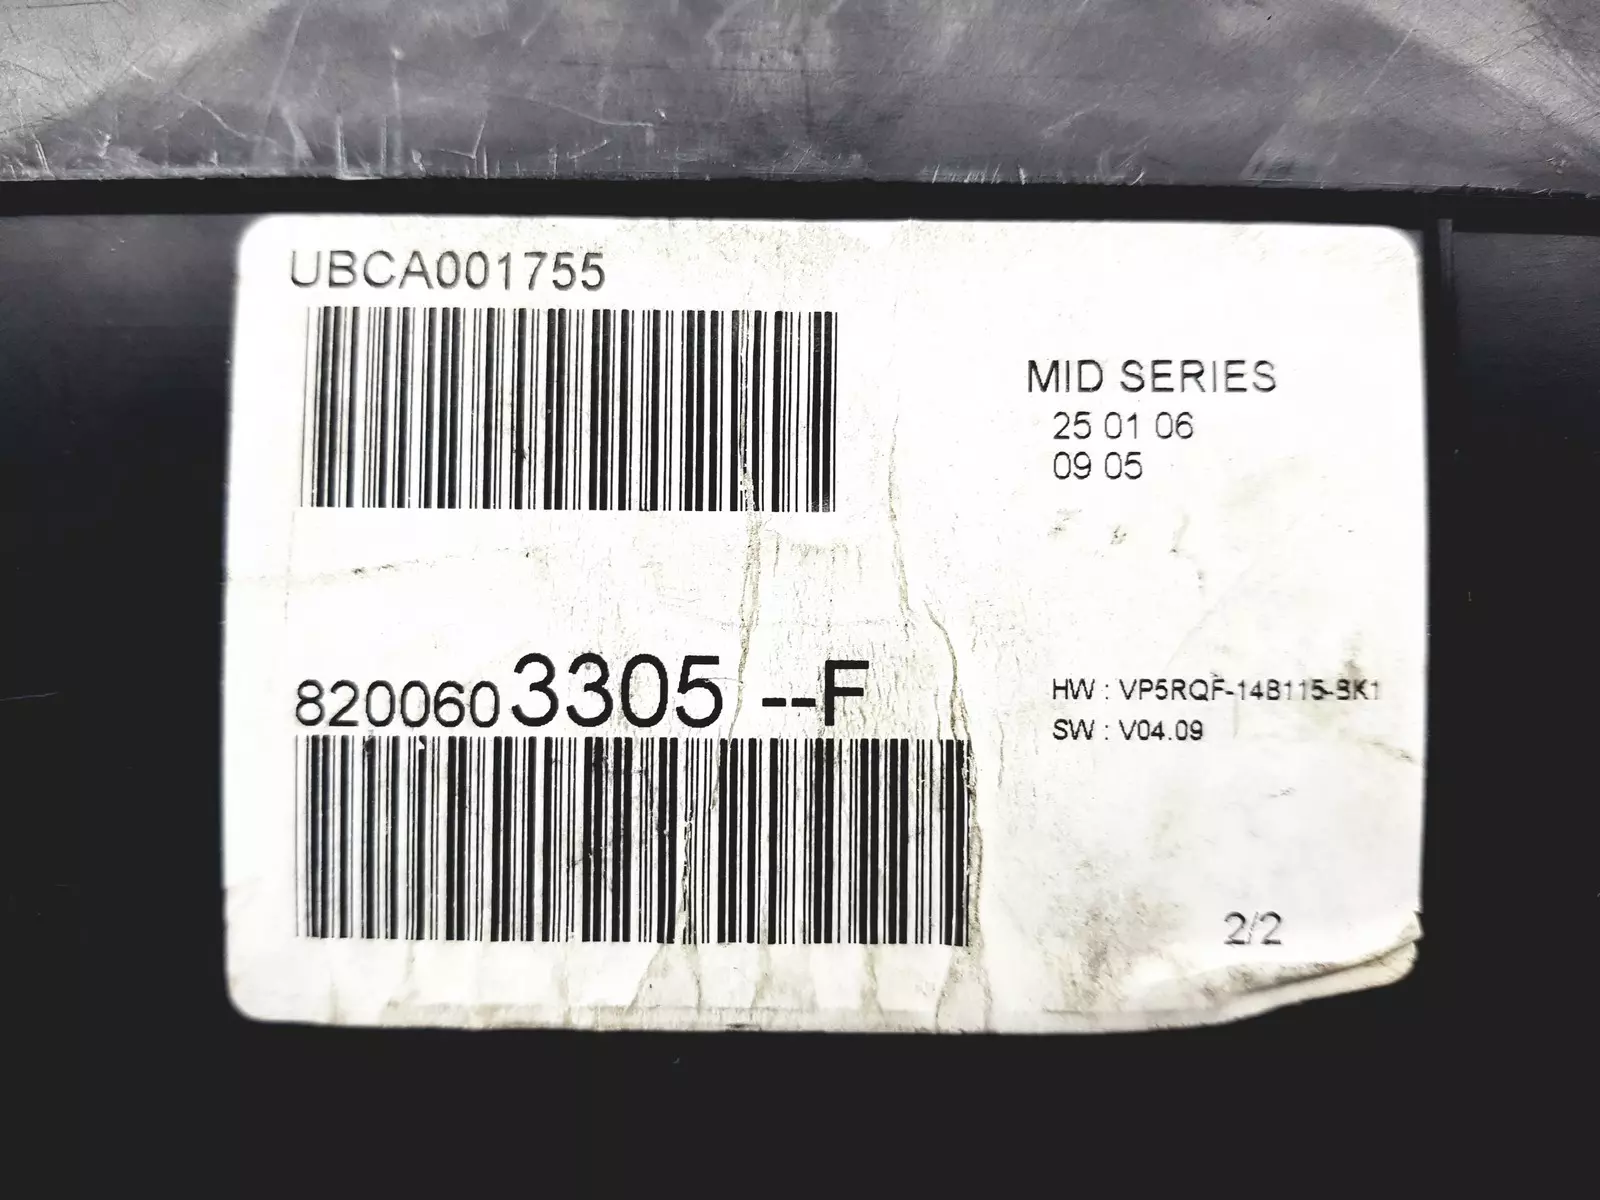 UBCA001755
MID SERIES
25 01 06
09 05
8200603305 --F
HW : VP5RQF-14B115-BK1
SW : V04.09
2/2